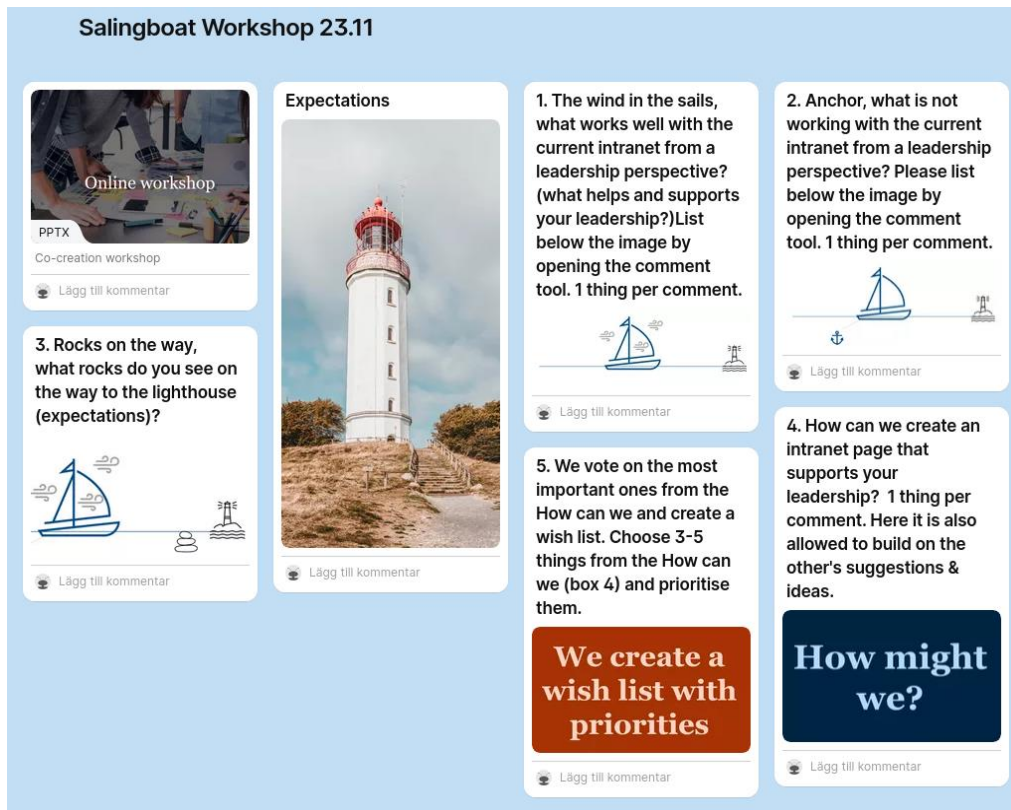 Salingboat Workshop 23.11
Online workshop
PPTX
Co-creation workshop
Lägg till kommentar
3. Rocks on the way,
what rocks do you see on
the way to the lighthouse
(expectations)?
Lägg till kommentar
Expectations
Lägg till kommentar
1. The wind in the sails,
what works well with the
current intranet from a
leadership perspective?
(what helps and supports
your leadership?)List
below the image by
opening the comment
tool. 1 thing per comment.
Lägg till kommentar
5. We vote on the most
important ones from the
How can we and create a
wish list. Choose 3-5
things from the How can
we (box 4) and prioritise
them.
We create a
wish list with
priorities
Lägg till kommentar
2. Anchor, what is not
working with the current
intranet from a leadership
perspective? Please list
below the image by
opening the comment
tool. 1 thing per comment.
Lägg till kommentar
4. How can we create an
intranet page that
supports your
leadership?  1 thing per
comment. Here it is also
allowed to build on the
other's suggestions &
ideas.
How might
we?
Lägg till kommentar